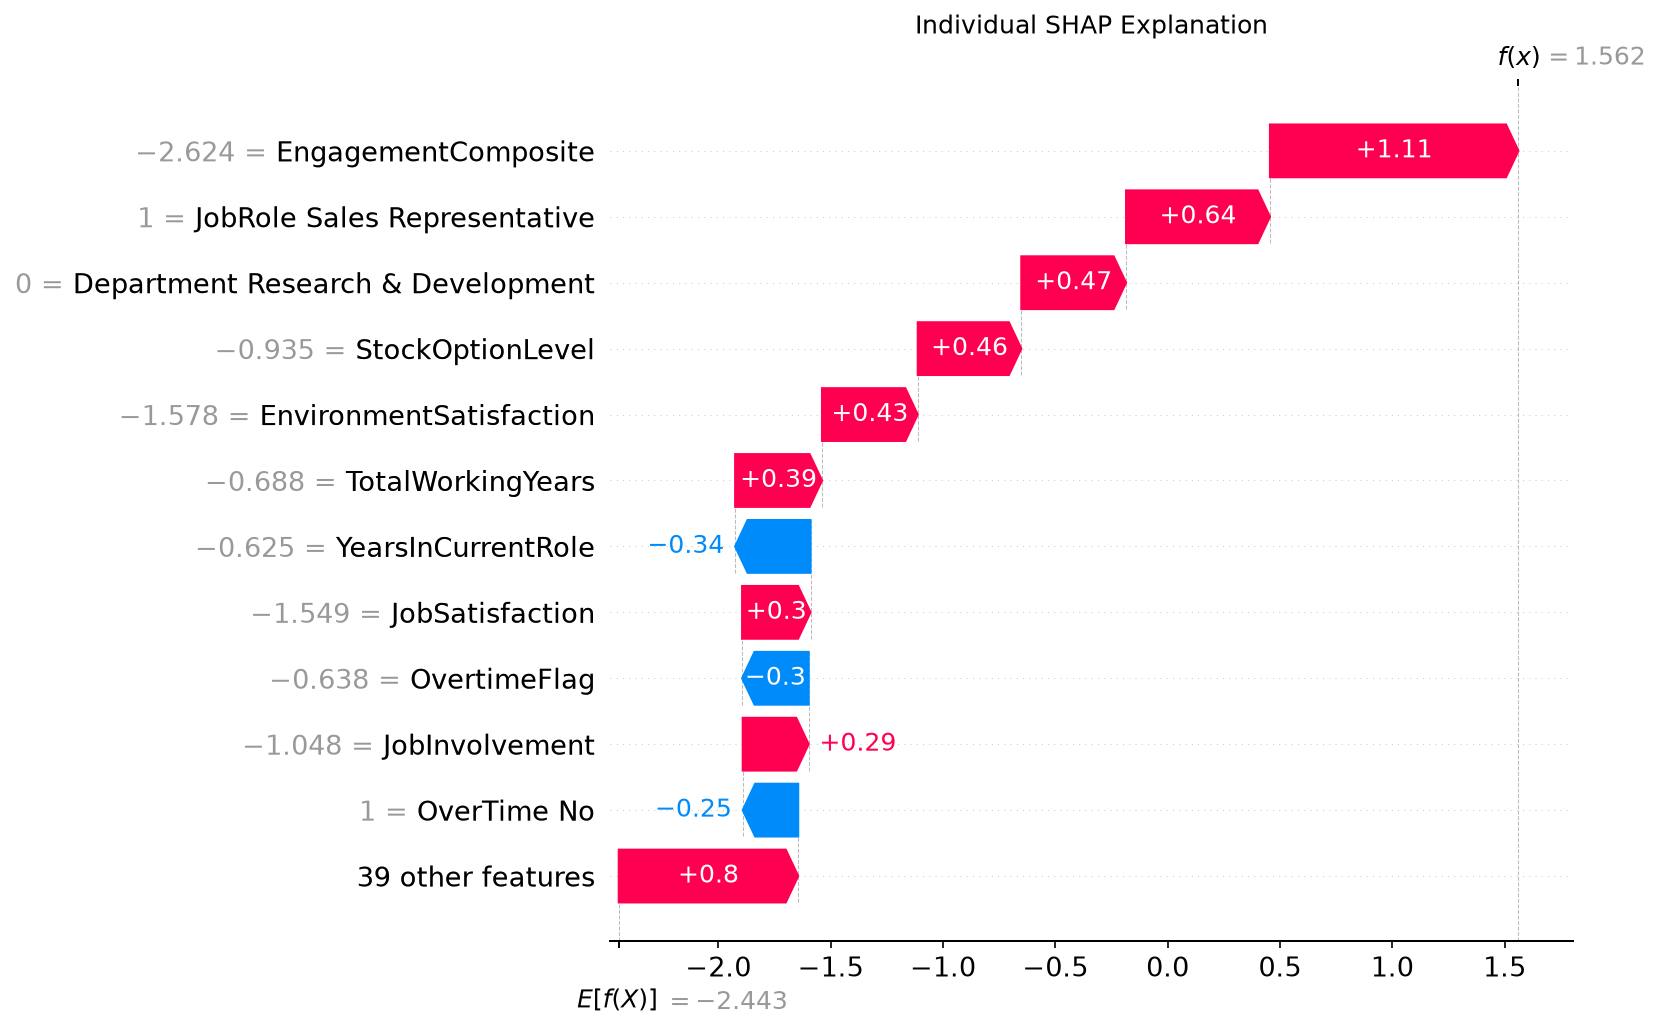 Individual SHAP Explanation
f(x) = 1.562
−2.624 = EngagementComposite
+1.11
1 = JobRole Sales Representative
+0.64
0 = Department Research & Development
+0.47
−0.935 = StockOptionLevel
+0.46
−1.578 = EnvironmentSatisfaction
+0.43
−0.688 = TotalWorkingYears
+0.39
−0.625 = YearsInCurrentRole
−0.34
−1.549 = JobSatisfaction
+0.3
−0.638 = OvertimeFlag
−0.3
−1.048 = JobInvolvement
+0.29
1 = OverTime No
−0.25
39 other features
+0.8
−2.0 −1.5 −1.0 −0.5 0.0 0.5 1.0 1.5
E[f(X)] = −2.443